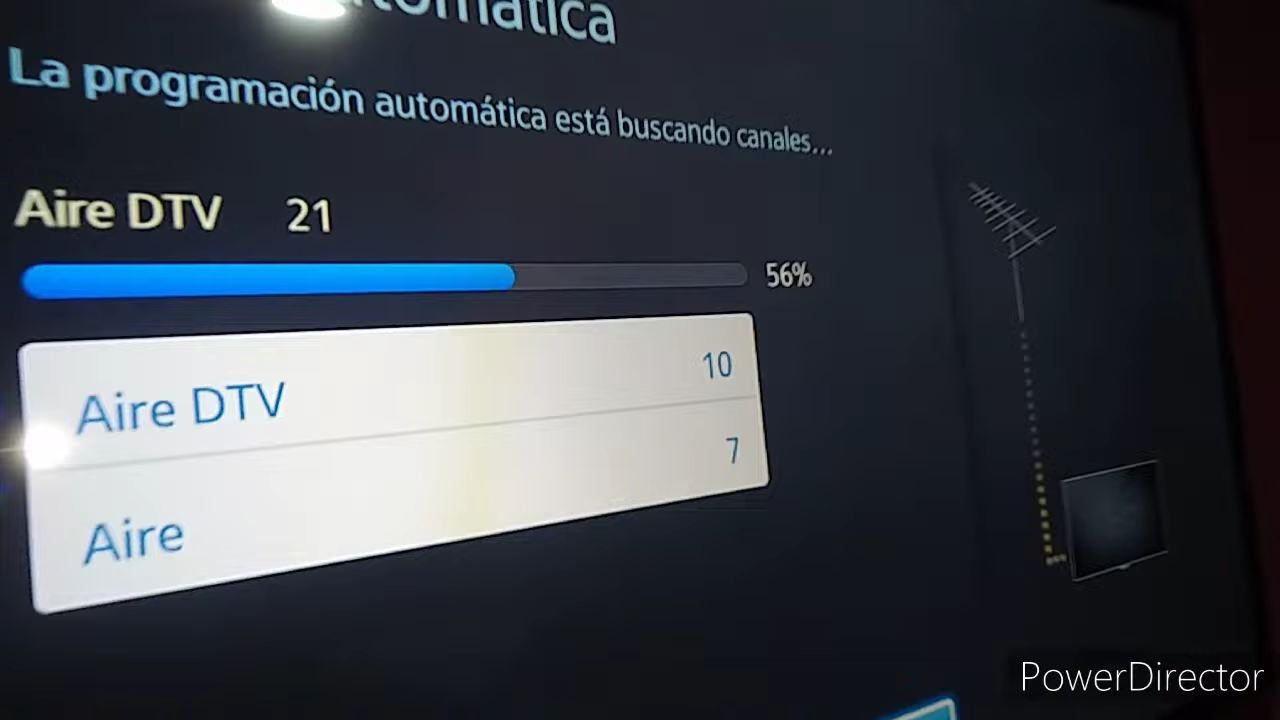 La programación automática está buscando canales...
Aire DTV 21
56%
Aire DTV 10
Aire 7
PowerDirector